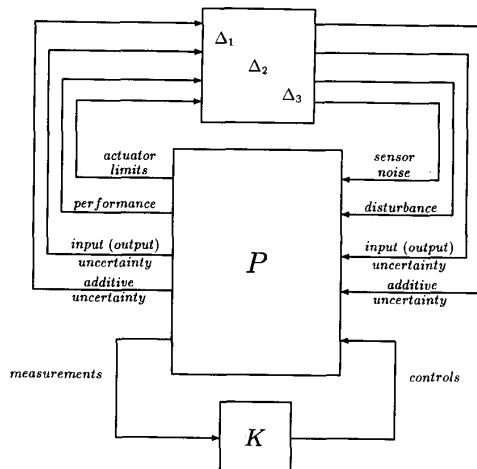 Δ₁
Δ₂
Δ₃
actuator
limits
sensor
noise
performance
disturbance
P
input (output)
uncertainty
input (output)
uncertainty
additive
uncertainty
additive
uncertainty
measurements
controls
K